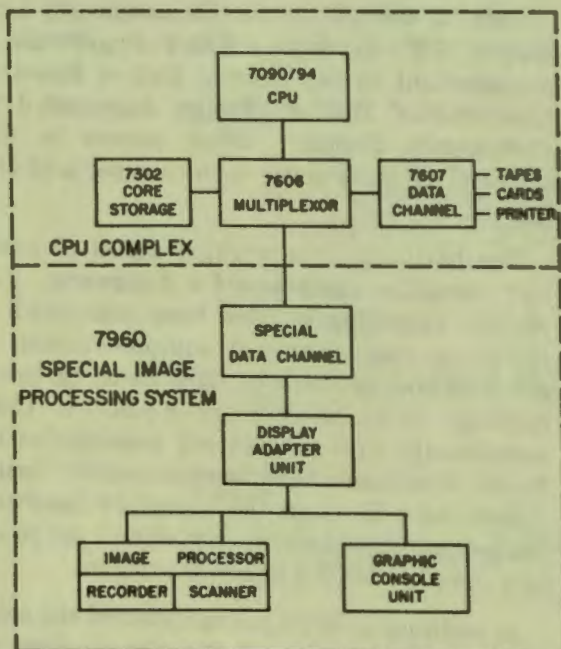 7090/94
CPU
7302
CORE
STORAGE
7606
MULTIPLEXOR
7607
DATA
CHANNEL
TAPES
CARDS
PRINTER
CPU COMPLEX
7960
SPECIAL IMAGE
PROCESSING SYSTEM
SPECIAL
DATA CHANNEL
DISPLAY
ADAPTER
UNIT
IMAGE PROCESSOR
RECORDER SCANNER
GRAPHIC
CONSOLE
UNIT